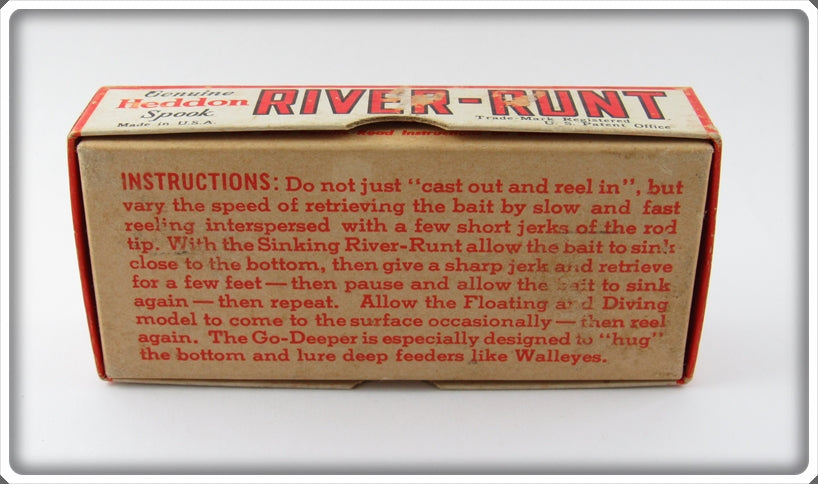 Genuine
Heddon
Spook
RIVER-RUNT
Made in U.S.A.
Trade-Mark Registered
U. S. Patent Office
Read Instruc
INSTRUCTIONS: Do not just "cast out and reel in", but
vary the speed of retrieving the bait by slow and fast
reeling interspersed with a few short jerks of the rod
tip. With the Sinking River-Runt allow the bait to sink
close to the bottom, then give a sharp jerk and retrieve
for a few feet — then pause and allow the bait to sink
again — then repeat. Allow the Floating and Diving
model to come to the surface occasionally — then reel
again. The Go-Deeper is especially designed to "hug"
the bottom and lure deep feeders like Walleyes.